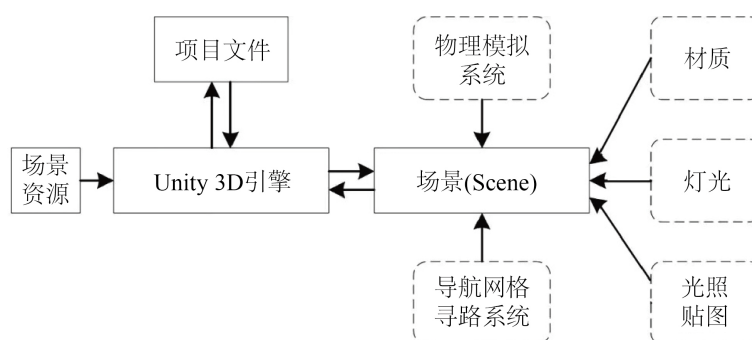 项目文件
物理模拟
系统
材质
场景
资源
Unity 3D引擎
场景(Scene)
灯光
导航网格
寻路系统
光照
贴图